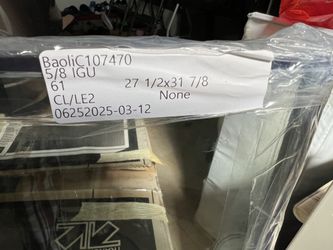 BaoliC107470
5/8 IGU
61 27 1/2x31 7/8
CL/LE2 None
06252025-03-12